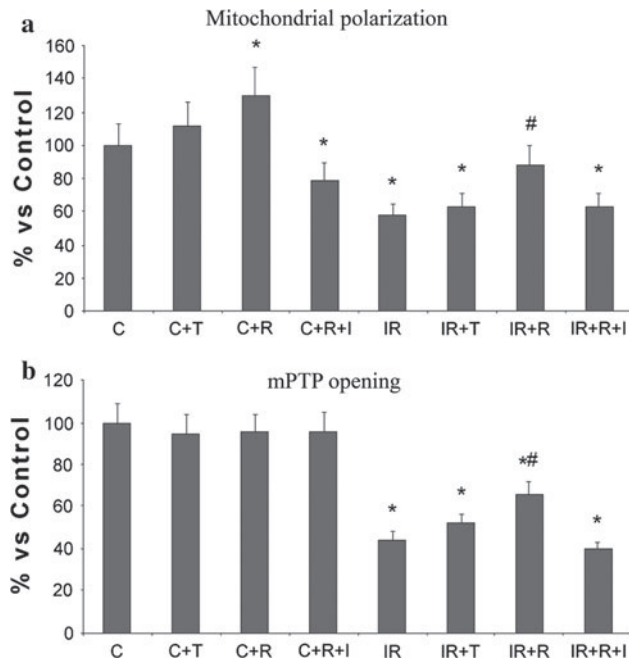 a Mitochondrial polarization
160
140
120
100
80
60
40
20
0
% vs Control
* * * * # *
C C+T C+R C+R+I IR IR+T IR+R IR+R+I
b mPTP opening
120
100
80
60
40
20
0
% vs Control
* * *# *
C C+T C+R C+R+I IR IR+T IR+R IR+R+I